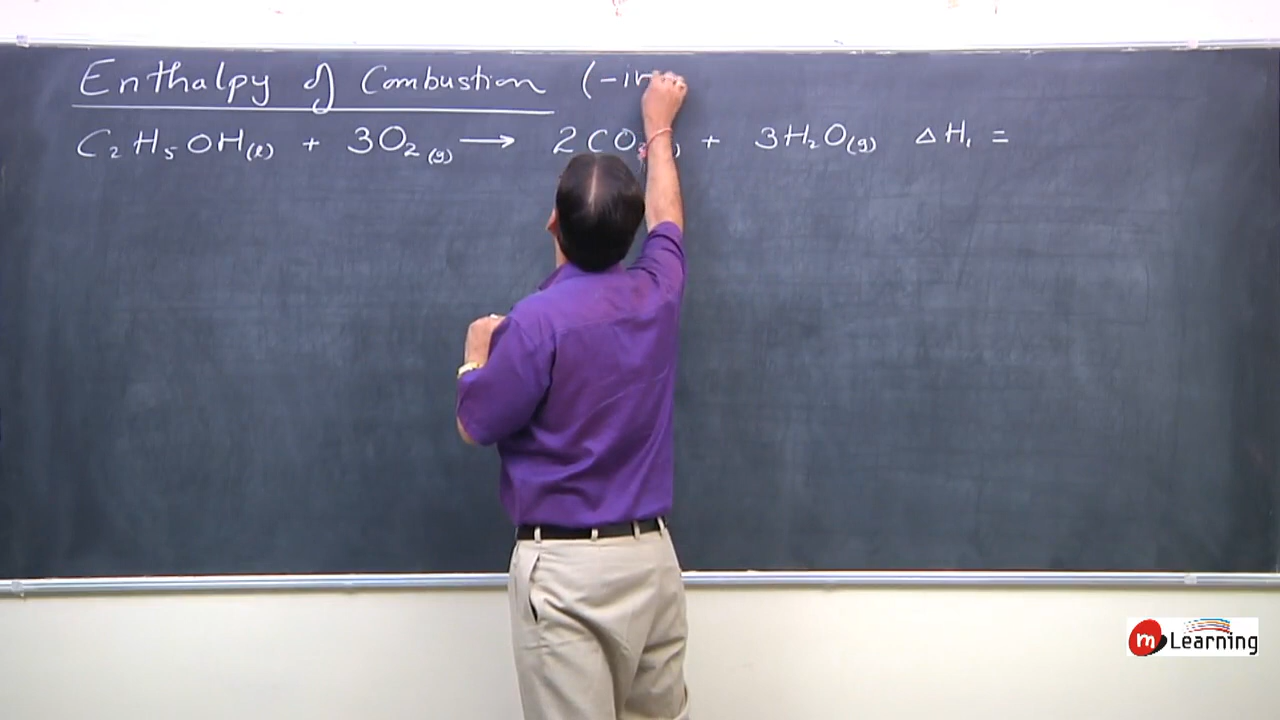 Enthalpy of Combustion (-
C₂H₅OH(l) + 3O₂(g) ⟶ 2CO₂ + 3H₂O(g) ΔH₁ =
m Learning